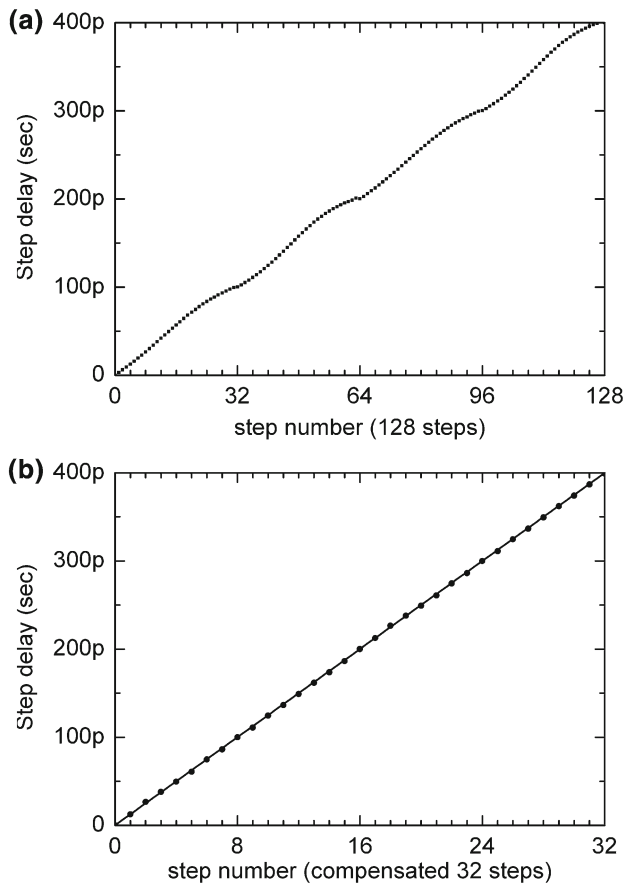 (a)
400p
300p
200p
100p
0
Step delay (sec)
0 32 64 96 128
step number (128 steps)
(b)
400p
300p
200p
100p
0
Step delay (sec)
0 8 16 24 32
step number (compensated 32 steps)